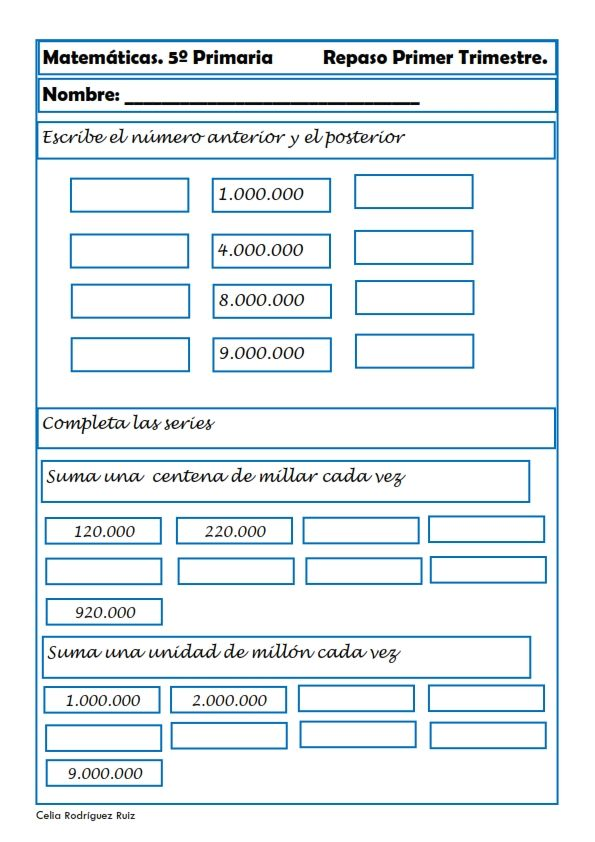 Matemáticas. 5º Primaria Repaso Primer Trimestre.
Nombre: ________________________________
Escribe el número anterior y el posterior
1.000.000
4.000.000
8.000.000
9.000.000
Completa las series
Suma una centena de millar cada vez
120.000 220.000
920.000
Suma una unidad de millón cada vez
1.000.000 2.000.000
9.000.000
Celia Rodríguez Ruiz